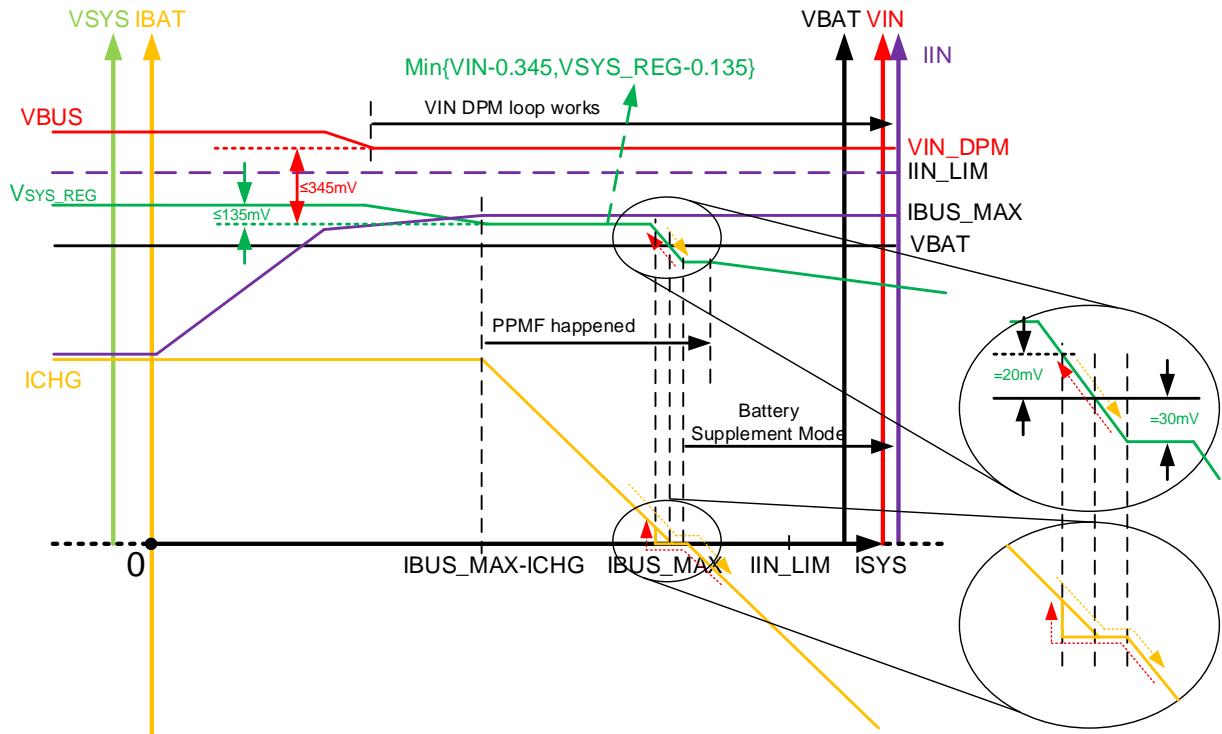 VSYS IBAT
VBAT VIN
IIN
Min{VIN-0.345,VSYS_REG-0.135}
VBUS
VIN DPM loop works
VIN_DPM
IIN_LIM
VSYS_REG
≤345mV
≤135mV
IBUS_MAX
VBAT
PPMF happened
ICHG
=20mV
=30mV
Battery
Supplement Mode
0
IBUS_MAX-ICHG
IBUS_MAX
IIN_LIM
ISYS